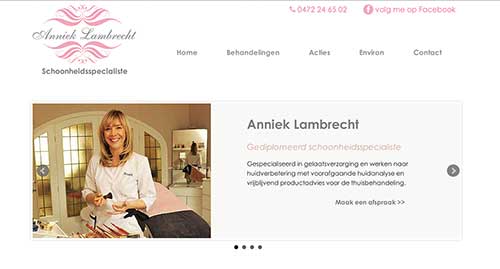 0472 24 65 02 volg me op Facebook
Anniek Lambrecht
Schoonheidsspecialiste
Home Behandelingen Acties Environ Contact
Anniek Lambrecht
Gediplomeerd schoonheidsspecialiste
Gespecialiseerd in gelaatsverzorging en werken naar
huidverbetering met voorafgaande huidanalyse en
vrijblijvend productadvies voor de thuisbehandeling.
Maak een afspraak >>